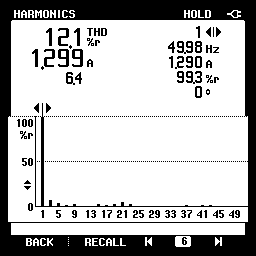 HARMONICS HOLD
12.1 THD %r
1.299 A
6.4
1
49.98 Hz
1.290 A
99.3 %r
0 °
100
%r
50
0
1 5 9 13 17 21 25 29 33 37 41 45 49
BACK RECALL 6